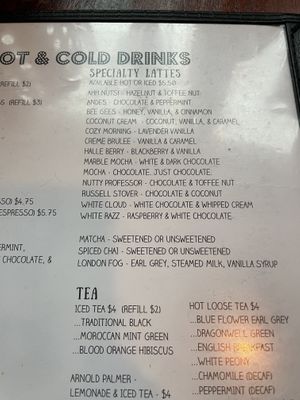 OT & COLD DRINKS
SPECIALTY LATTES
AVAILABLE HOT OR ICED $5.50
AHH NUTS! - HAZELNUT & TOFFEE NUT
ANDES - CHOCOLATE & PEPPERMINT
BEE GEES - HONEY, VANILLA, & CINNAMON
COCONUT CREAM - COCONUT, VANILLA, & CARAMEL
COZY MORNING - LAVENDER VANILLA
CREME BRULEE - VANILLA & CARAMEL
HALLE BERRY - BLACKBERRY & VANILLA
MARBLE MOCHA - WHITE & DARK CHOCOLATE
MOCHA - CHOCOLATE. JUST CHOCOLATE.
NUTTY PROFESSOR - CHOCOLATE & TOFFEE NUT
RUSSELL STOVER - CHOCOLATE & COCONUT
WHITE CLOUD - WHITE CHOCOLATE & WHIPPED CREAM
WHITE RAZZ - RASPBERRY & WHITE CHOCOLATE
MATCHA - SWEETENED OR UNSWEETENED
SPICED CHAI - SWEETENED OR UNSWEETENED
LONDON FOG - EARL GREY, STEAMED MILK, VANILLA SYRUP
(REFILL $2)
(REFILL $3)
$4.75
$5.75
CHOCOLATE, &
TEA
ICED TEA $4 (REFILL $2)
...TRADITIONAL BLACK
...MOROCCAN MINT GREEN
...BLOOD ORANGE HIBISCUS
ARNOLD PALMER -
LEMONADE & ICED TEA - $4
HOT LOOSE TEA $4
...BLUE FLOWER EARL GREY
...DRAGONWELL GREEN
...ENGLISH BREAKFAST
...WHITE PEONY
...CHAMOMILE (DECAF)
...PEPPERMINT (DECAF)